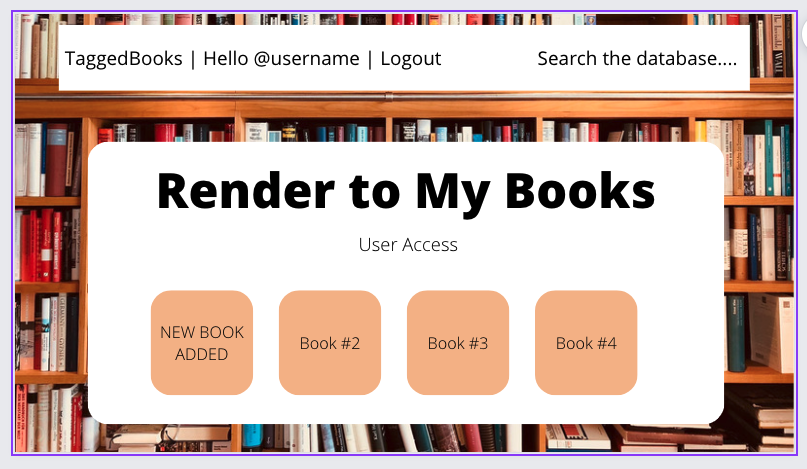 TaggedBooks | Hello @username | Logout
Search the database....
Render to My Books
User Access
NEW BOOK
ADDED
Book #2
Book #3
Book #4